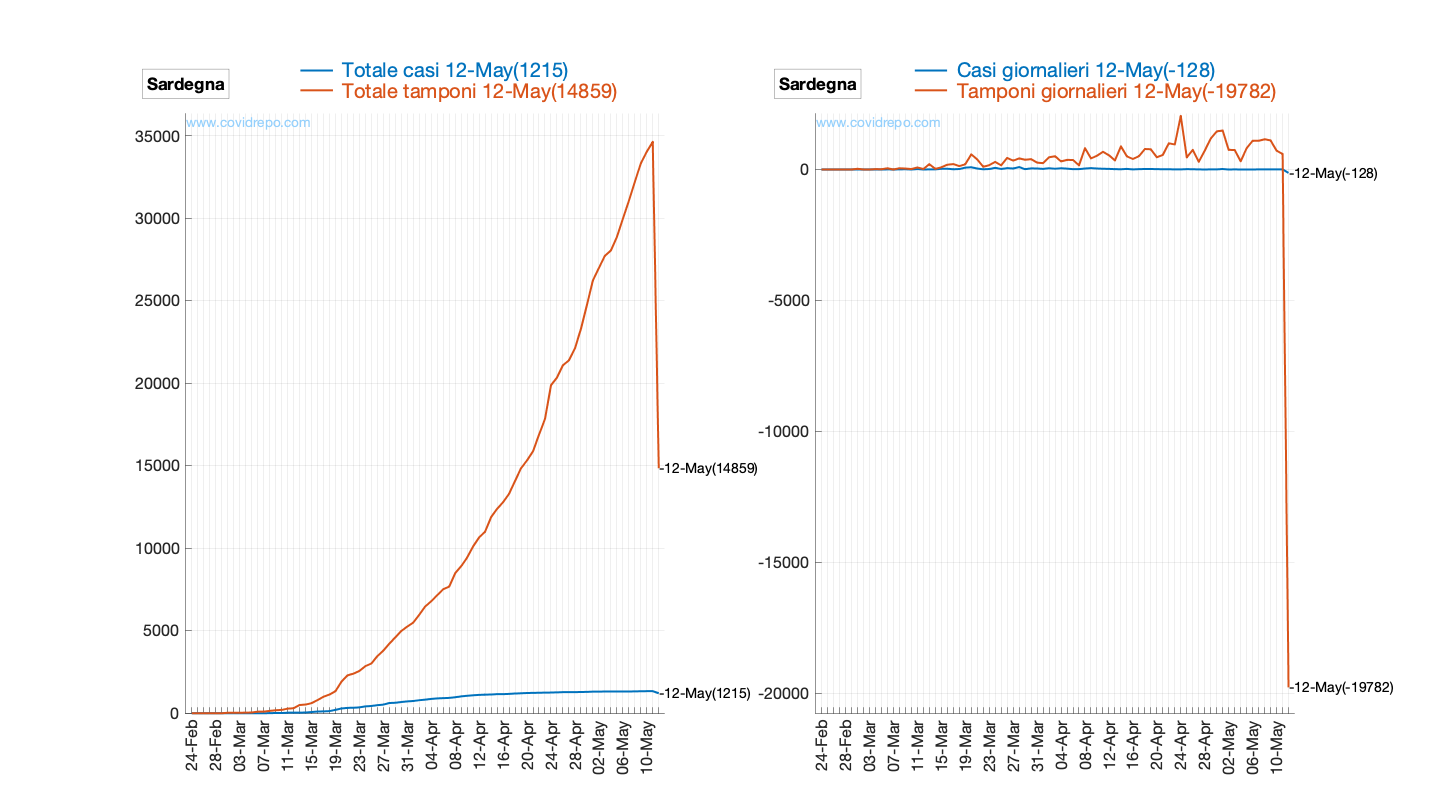 Sardegna
Totale casi 12-May(1215)
Totale tamponi 12-May(14859)
www.covidrepo.com
35000
30000
25000
20000
15000
10000
5000
0
-12-May(14859)
-12-May(1215)
24-Feb
28-Feb
03-Mar
07-Mar
11-Mar
15-Mar
19-Mar
23-Mar
27-Mar
31-Mar
04-Apr
08-Apr
12-Apr
16-Apr
20-Apr
24-Apr
28-Apr
02-May
06-May
10-May
Sardegna
Casi giornalieri 12-May(-128)
Tamponi giornalieri 12-May(-19782)
www.covidrepo.com
0
-5000
-10000
-15000
-20000
-12-May(-128)
-12-May(-19782)
24-Feb
28-Feb
03-Mar
07-Mar
11-Mar
15-Mar
19-Mar
23-Mar
27-Mar
31-Mar
04-Apr
08-Apr
12-Apr
16-Apr
20-Apr
24-Apr
28-Apr
02-May
06-May
10-May